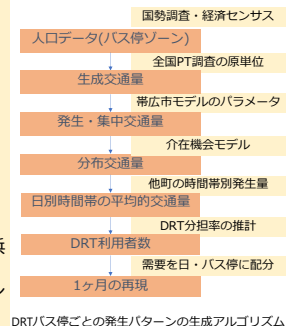 国勢調査・経済センサス
人口データ(バス停ゾーン)
全国PT調査の原単位
生成交通量
帯広市モデルのパラメータ
発生・集中交通量
介在機会モデル
分布交通量
他町の時間帯別発生量
日別時間帯の平均的交通量
DRT分担率の推計
浜
DRT利用者数
需要を日・バス停に配分
1ヶ月の再現
DRTバス停ごとの発生パターンの生成アルゴリズム